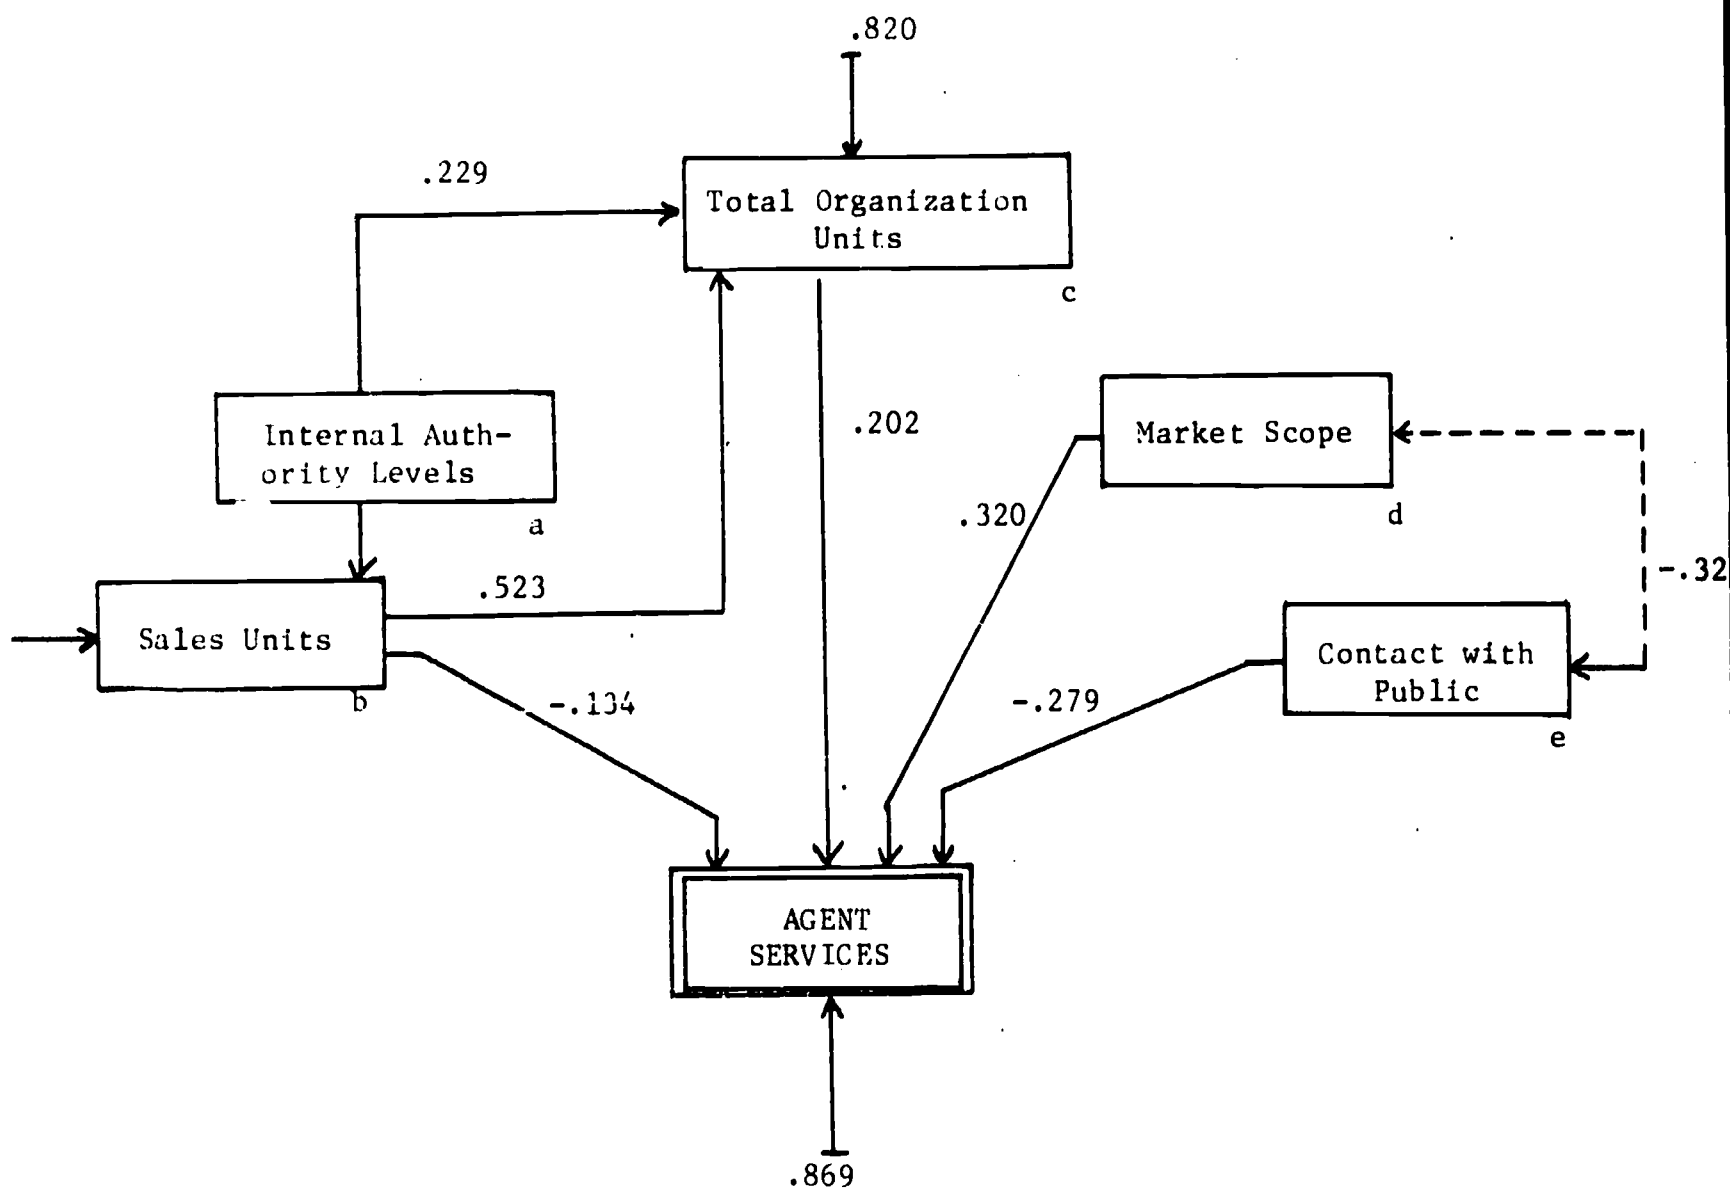 .820
.229
Total Organization
Units
c
Internal Auth-
ority Levels
a
.202
Market Scope
d
.320
-.32
.523
Sales Units
b
-.134
Contact with
Public
e
-.279
AGENT
SERVICES
.869